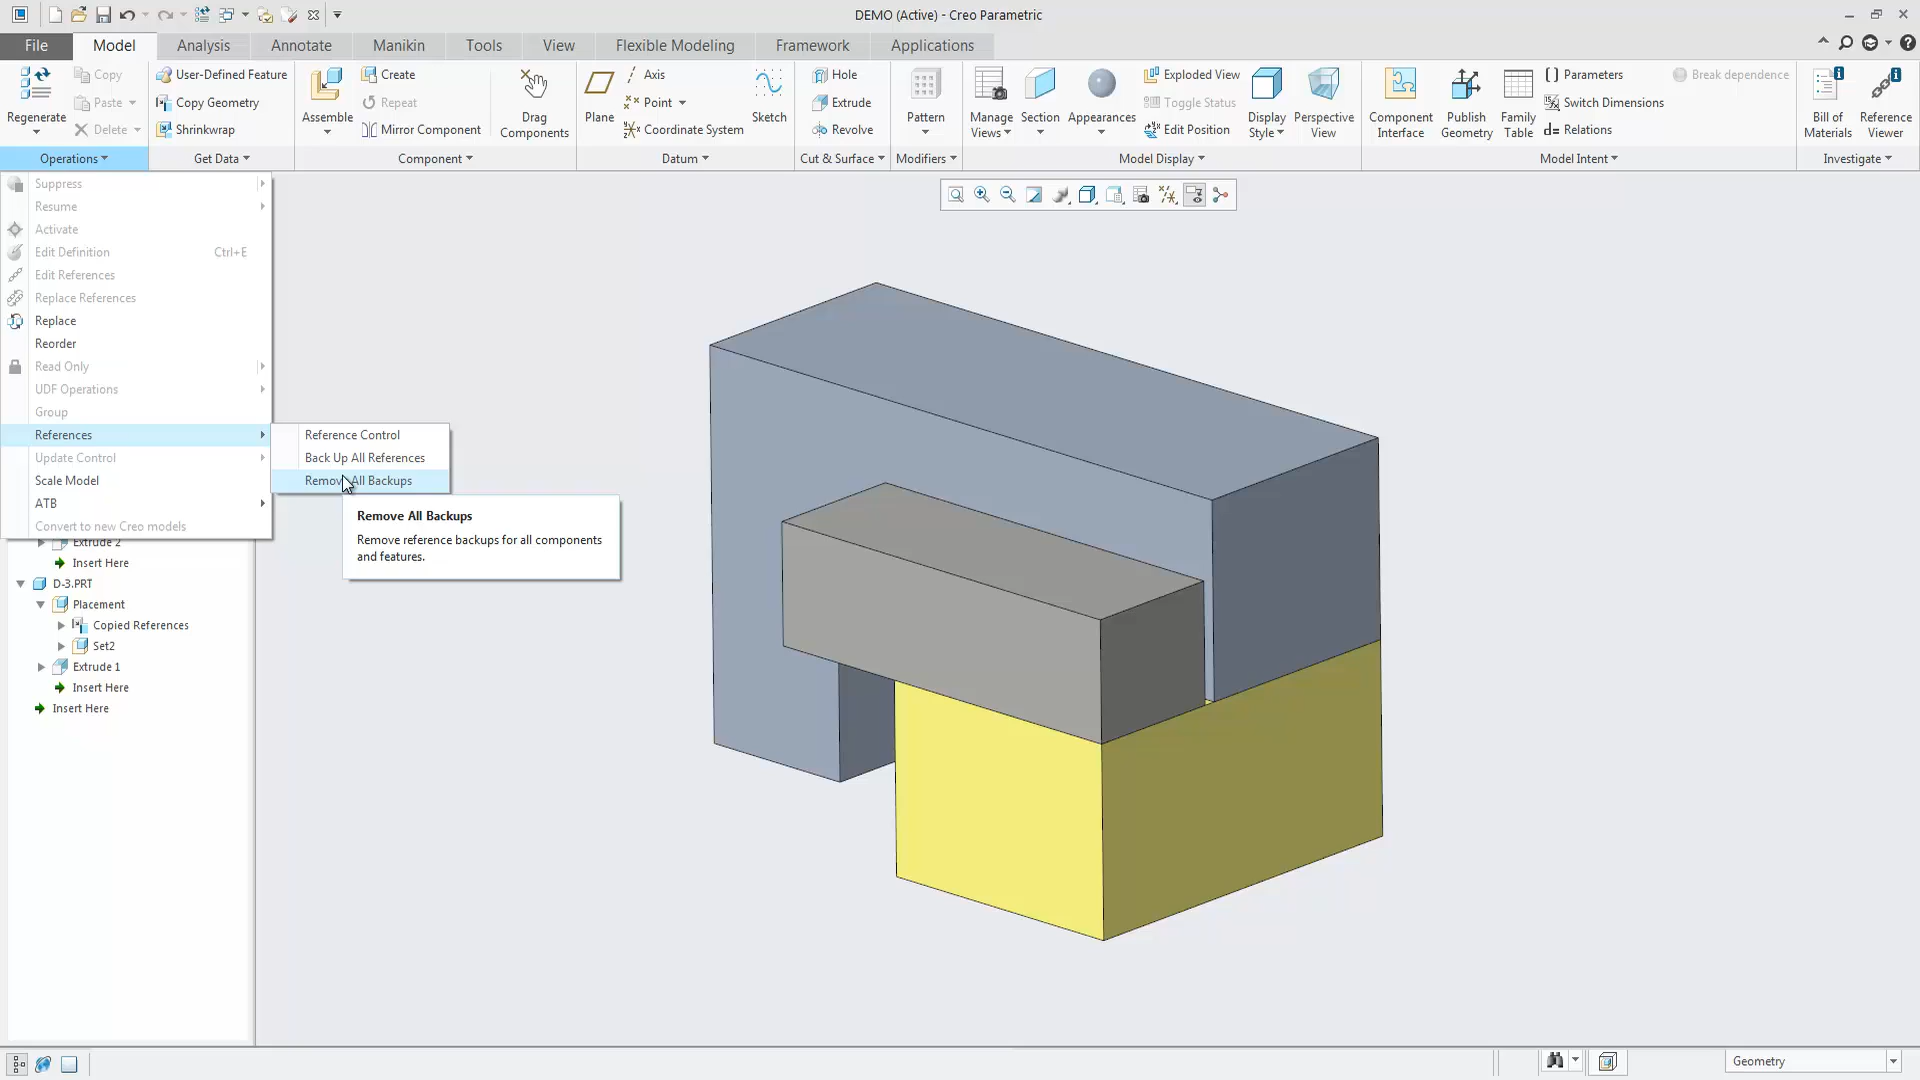 DEMO (Active) - Creo Parametric
File Model Analysis Annotate Manikin Tools View Flexible Modeling Framework Applications
Regenerate
Copy
Paste
Delete
User-Defined Feature
Copy Geometry
Shrinkwrap
Assemble
Create
Repeat
Mirror Component
Drag
Components
Plane
Axis
Point
Coordinate System
Sketch
Hole
Extrude
Revolve
Pattern
Manage
Views
Section
Appearances
Exploded View
Toggle Status
Edit Position
Display
Style
Perspective
View
Component
Interface
Publish
Geometry
Family
Table
Parameters
Switch Dimensions
d= Relations
Break dependence
Bill of
Materials
Reference
Viewer
Operations Get Data Component Datum Cut & Surface Modifiers Model Display Model Intent Investigate
Suppress
Resume
Activate
Edit Definition Ctrl+E
Edit References
Replace References
Replace
Reorder
Read Only
UDF Operations
Group
References
Update Control
Scale Model
ATB
Convert to new Creo models
Reference Control
Back Up All References
Remove All Backups
Remove All Backups
Remove reference backups for all components
and features.
Extrude 2
Insert Here
D-3.PRT
Placement
Copied References
Set2
Extrude 1
Insert Here
Insert Here
Geometry